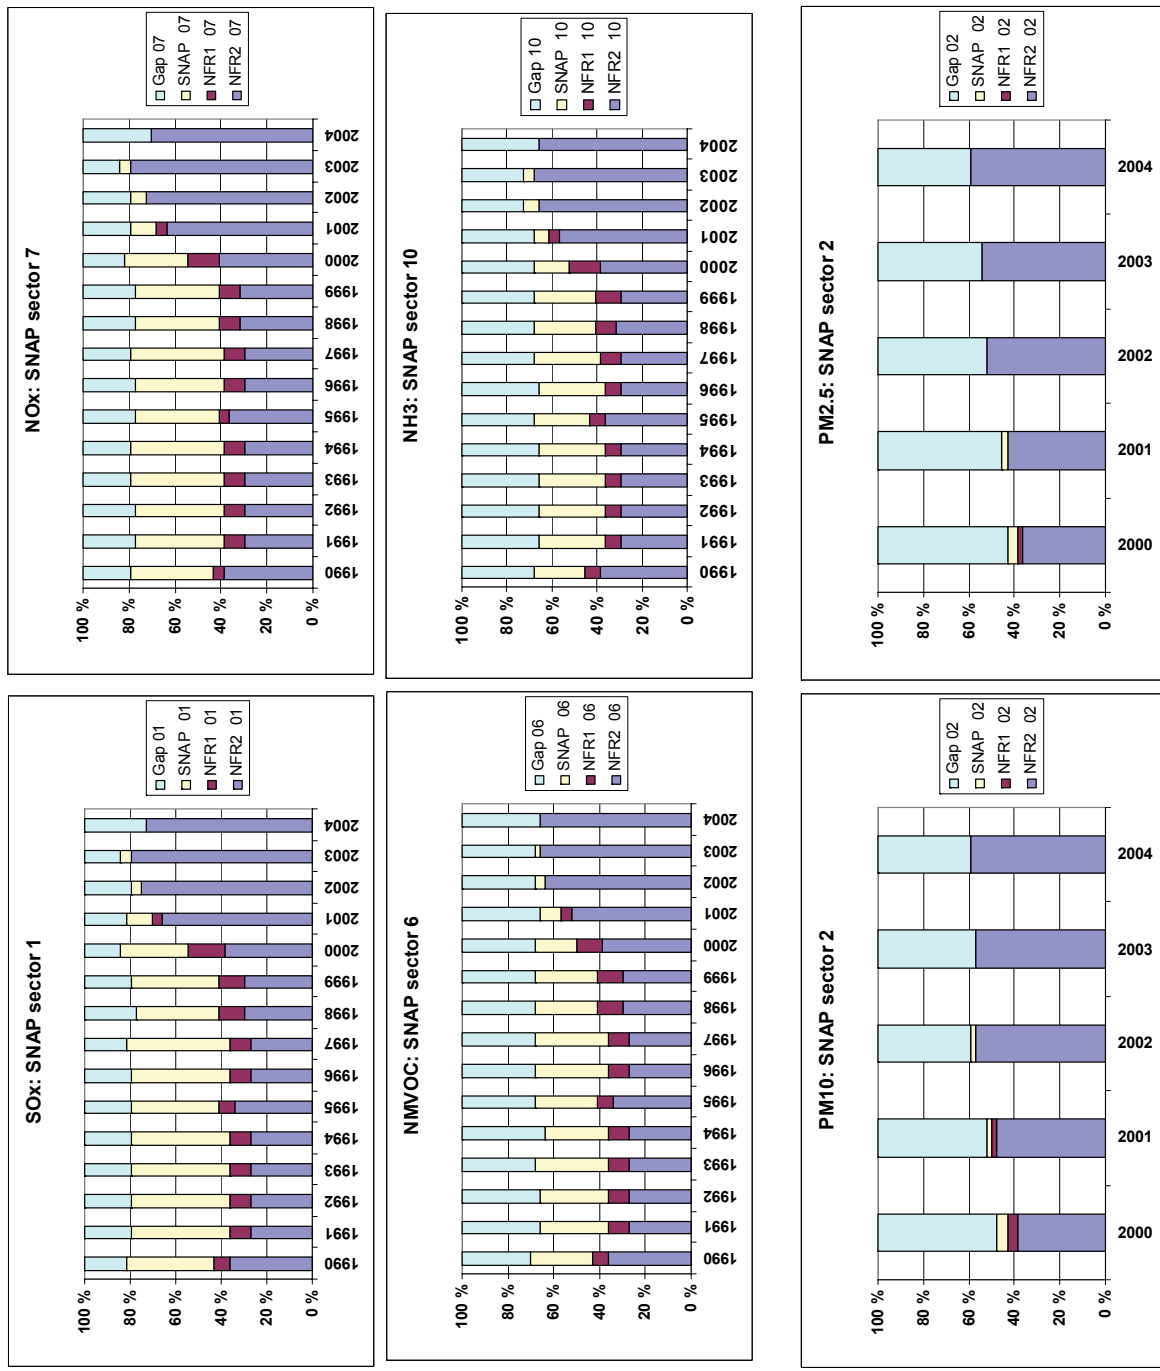 SOx: SNAP sector 1
100 %
80 %
60 %
40 %
20 %
0 %
1990 1991 1992 1993 1994 1995 1996 1997 1998 1999 2000 2001 2002 2003 2004
Gap 01
SNAP 01
NFR1 01
NFR2 01
NOx: SNAP sector 7
100 %
80 %
60 %
40 %
20 %
0 %
1990 1991 1992 1993 1994 1995 1996 1997 1998 1999 2000 2001 2002 2003 2004
Gap 07
SNAP 07
NFR1 07
NFR2 07
NMVOC: SNAP sector 6
100 %
80 %
60 %
40 %
20 %
0 %
1990 1991 1992 1993 1994 1995 1996 1997 1998 1999 2000 2001 2002 2003 2004
Gap 06
SNAP 06
NFR1 06
NFR2 06
NH3: SNAP sector 10
100 %
80 %
60 %
40 %
20 %
0 %
1990 1991 1992 1993 1994 1995 1996 1997 1998 1999 2000 2001 2002 2003 2004
Gap 10
SNAP 10
NFR1 10
NFR2 10
PM10: SNAP sector 2
100 %
80 %
60 %
40 %
20 %
0 %
2000 2001 2002 2003 2004
Gap 02
SNAP 02
NFR1 02
NFR2 02
PM2.5: SNAP sector 2
100 %
80 %
60 %
40 %
20 %
0 %
2000 2001 2002 2003 2004
Gap 02
SNAP 02
NFR1 02
NFR2 02